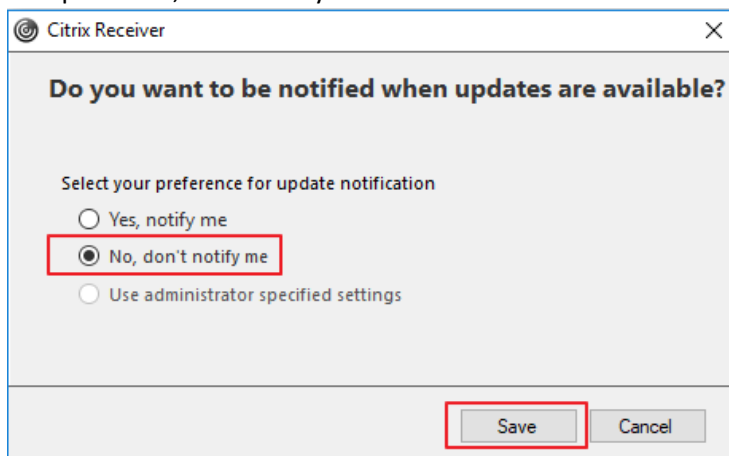 Citrix Receiver
Do you want to be notified when updates are available?
Select your preference for update notification
Yes, notify me
No, don't notify me
Use administrator specified settings
Save Cancel